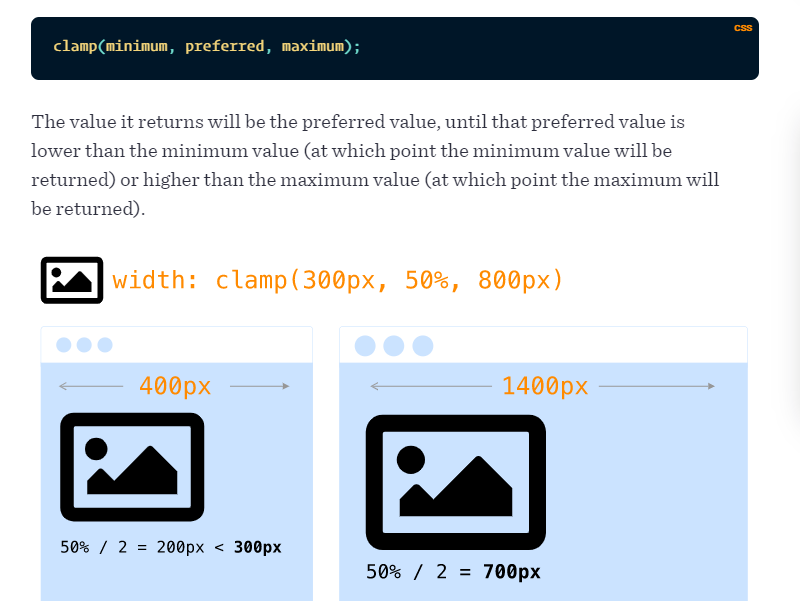 css
clamp(minimum, preferred, maximum);
The value it returns will be the preferred value, until that preferred value is
lower than the minimum value (at which point the minimum value will be
returned) or higher than the maximum value (at which point the maximum will
be returned).
width: clamp(300px, 50%, 800px)
400px
50% / 2 = 200px < 300px
1400px
50% / 2 = 700px